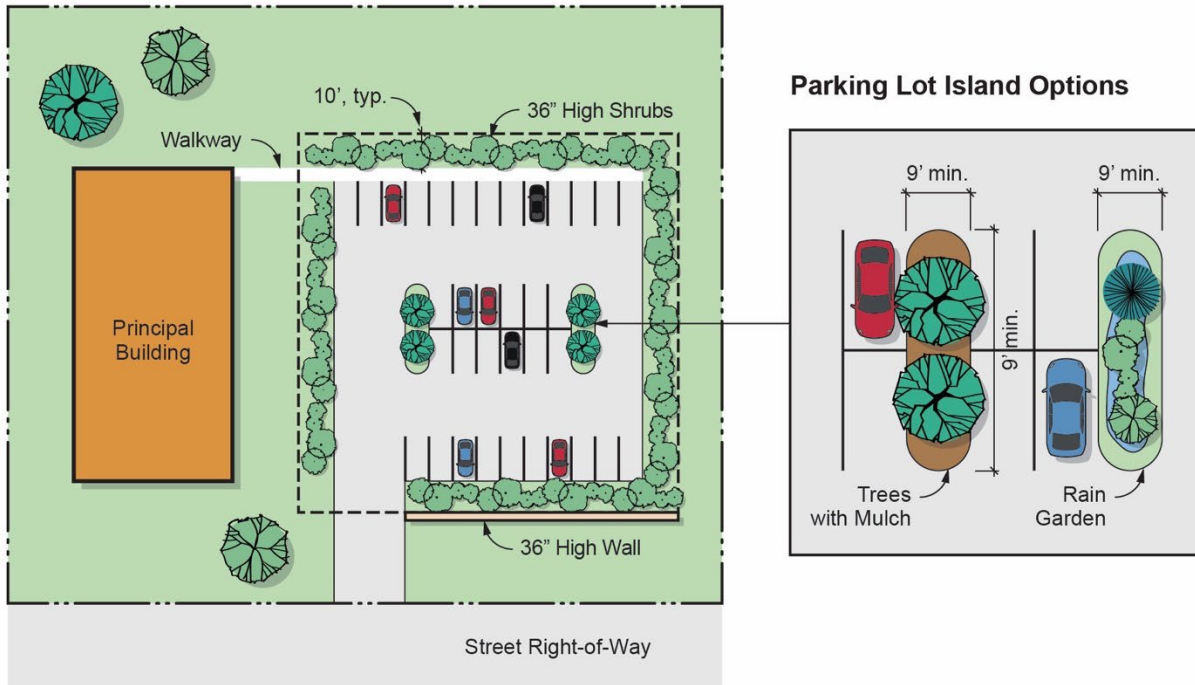 10', typ.
36" High Shrubs
Walkway
Principal
Building
36" High Wall
Street Right-of-Way
Parking Lot Island Options
9' min.
9' min.
9' min.
Trees
with Mulch
Rain
Garden